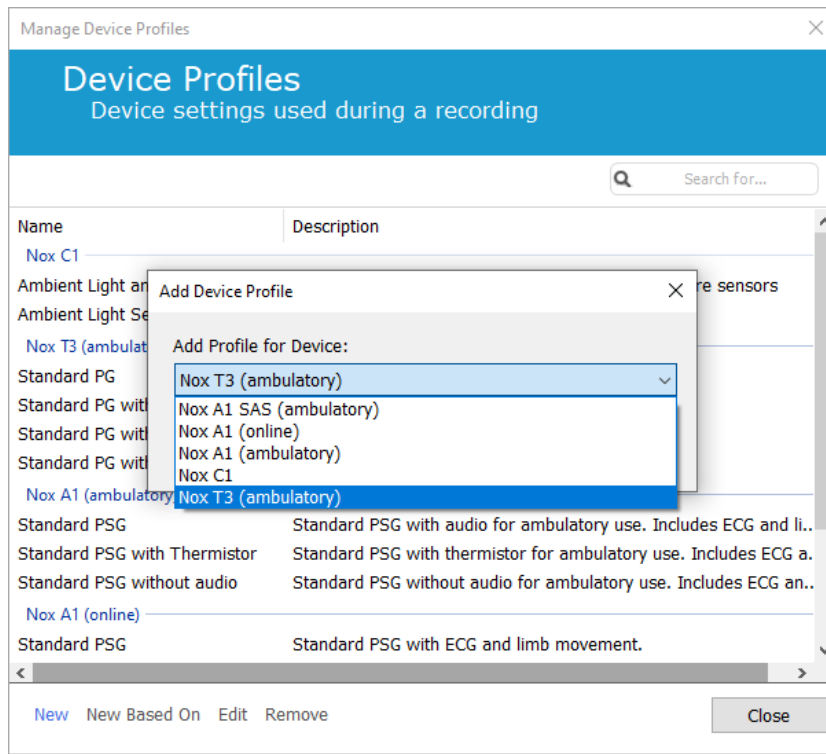 Manage Device Profiles
Device Profiles
Device settings used during a recording
Search for...
Name Description
Nox C1
Ambient Light an re sensors
Ambient Light Se
Nox T3 (ambulat
Standard PG
Standard PG with
Standard PG with
Standard PG with
Add Device Profile
Add Profile for Device:
Nox T3 (ambulatory)
Nox A1 SAS (ambulatory)
Nox A1 (online)
Nox A1 (ambulatory)
Nox C1
Nox T3 (ambulatory)
Nox A1 (ambulatory
Standard PSG Standard PSG with audio for ambulatory use. Includes ECG and li..
Standard PSG with Thermistor Standard PSG with thermistor for ambulatory use. Includes ECG a.
Standard PSG without audio Standard PSG without audio for ambulatory use. Includes ECG an..
Nox A1 (online)
Standard PSG Standard PSG with ECG and limb movement.
New New Based On Edit Remove Close